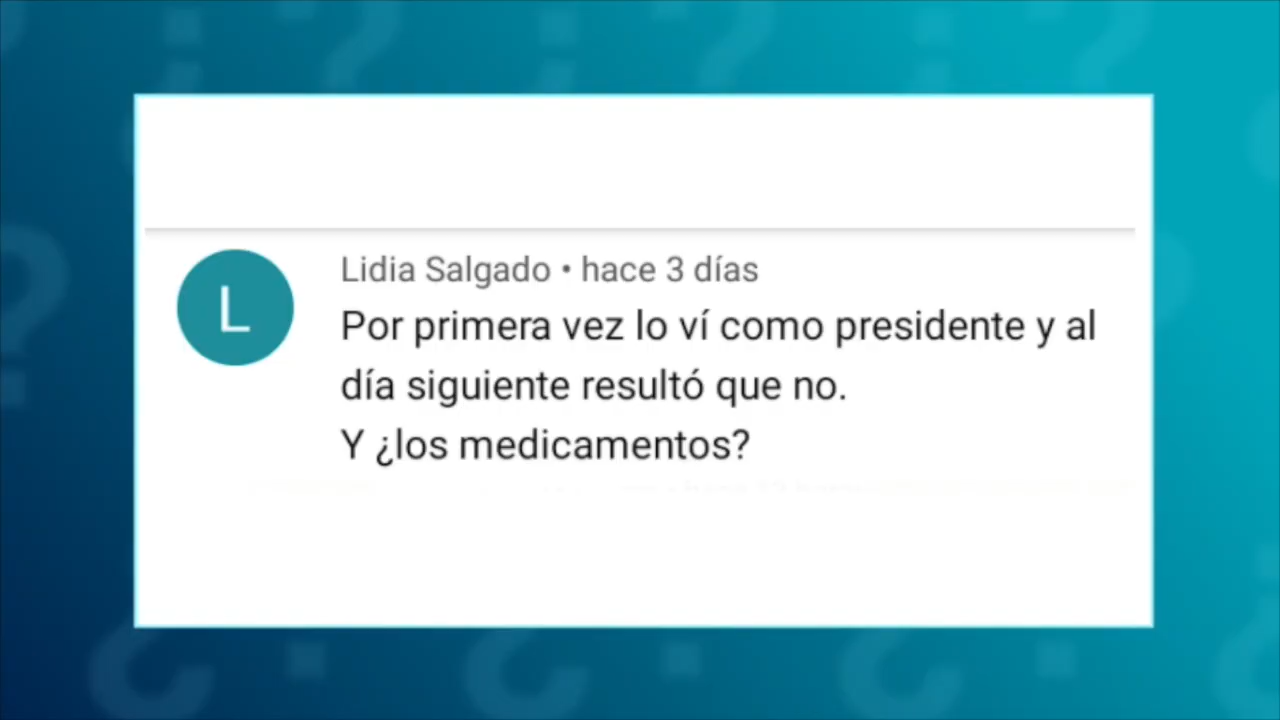 L
Lidia Salgado • hace 3 días
Por primera vez lo ví como presidente y al
día siguiente resultó que no.
Y ¿los medicamentos?